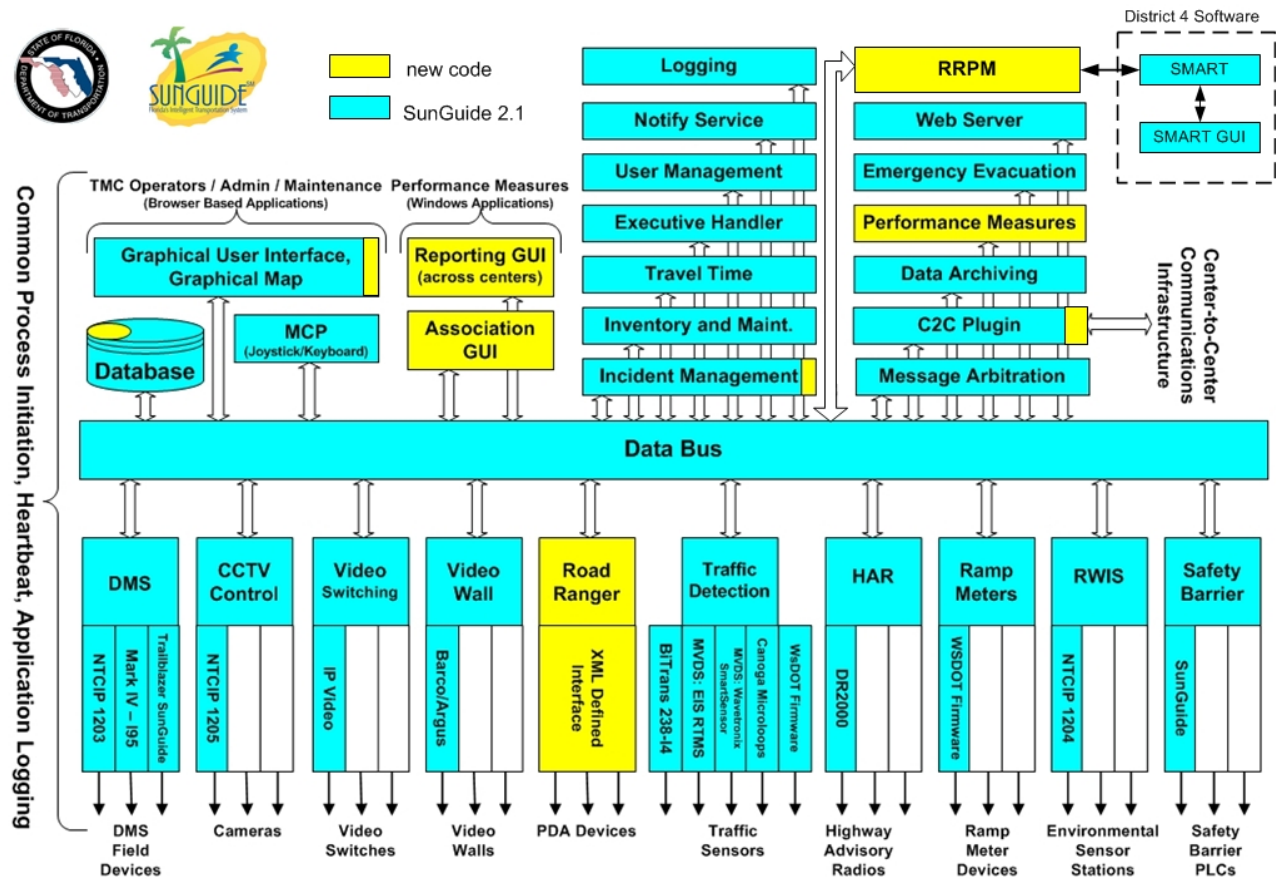 District 4 Software
STATE OF FLORIDA
DEPARTMENT OF TRANSPORTATION
SUNGUIDE
Florida's Intelligent Transportation System
SM
new code
SunGuide 2.1
Logging
Notify Service
User Management
Executive Handler
Travel Time
Inventory and Maint.
Incident Management
RRPM
Web Server
Emergency Evacuation
Performance Measures
Data Archiving
C2C Plugin
Message Arbitration
SMART
SMART GUI
Center-to-Center
Communications
Infrastructure
Common Process Initiation, Heartbeat, Application Logging
TMC Operators / Admin / Maintenance
(Browser Based Applications)
Performance Measures
(Windows Applications)
Graphical User Interface,
Graphical Map
Reporting GUI
(across centers)
Database
MCP
(Joystick/Keyboard)
Association
GUI
Data Bus
DMS
NTCIP 1203
Mark IV – I95
Trailblazer SunGuide
DMS
Field
Devices
CCTV
Control
NTCIP 1205
Cameras
Video
Switching
IP Video
Video
Switches
Video
Wall
Barco/Argus
Video
Walls
Road
Ranger
XML Defined
Interface
PDA Devices
Traffic
Detection
BiTrans 238-I4
MVDS: EIS RTMS
MVDS: Wavetronix
SmartSensor
Canoga Microloops
WsDOT Firmware
Traffic
Sensors
HAR
DR2000
Highway
Advisory
Radios
Ramp
Meters
WSDOT Firmware
Ramp
Meter
Devices
RWIS
NTCIP 1204
Environmental
Sensor
Stations
Safety
Barrier
SunGuide
Safety
Barrier
PLCs